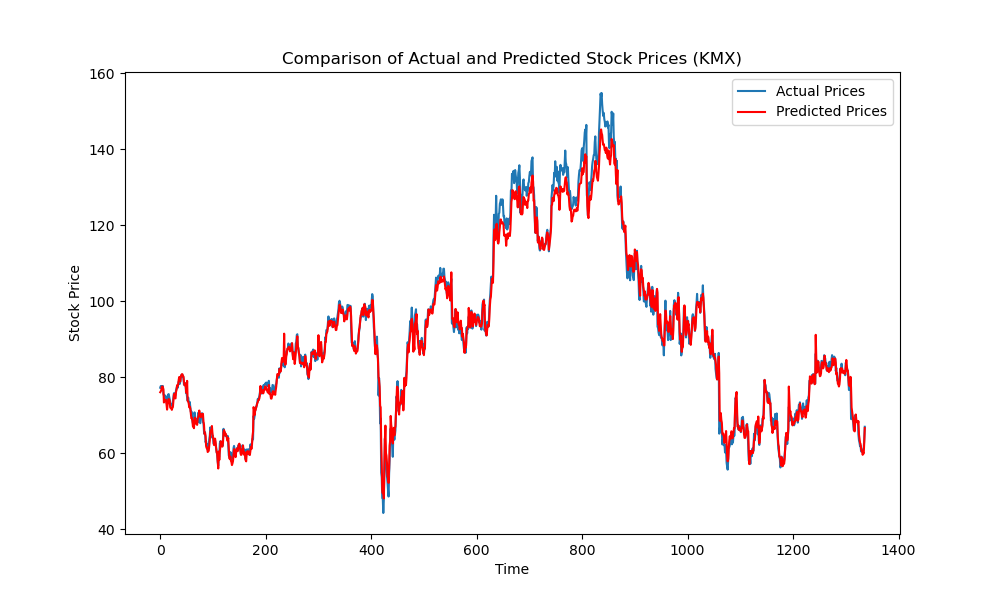 Comparison of Actual and Predicted Stock Prices (KMX)
Actual Prices
Predicted Prices
160
140
120
100
80
60
40
Stock Price
0 200 400 600 800 1000 1200 1400
Time